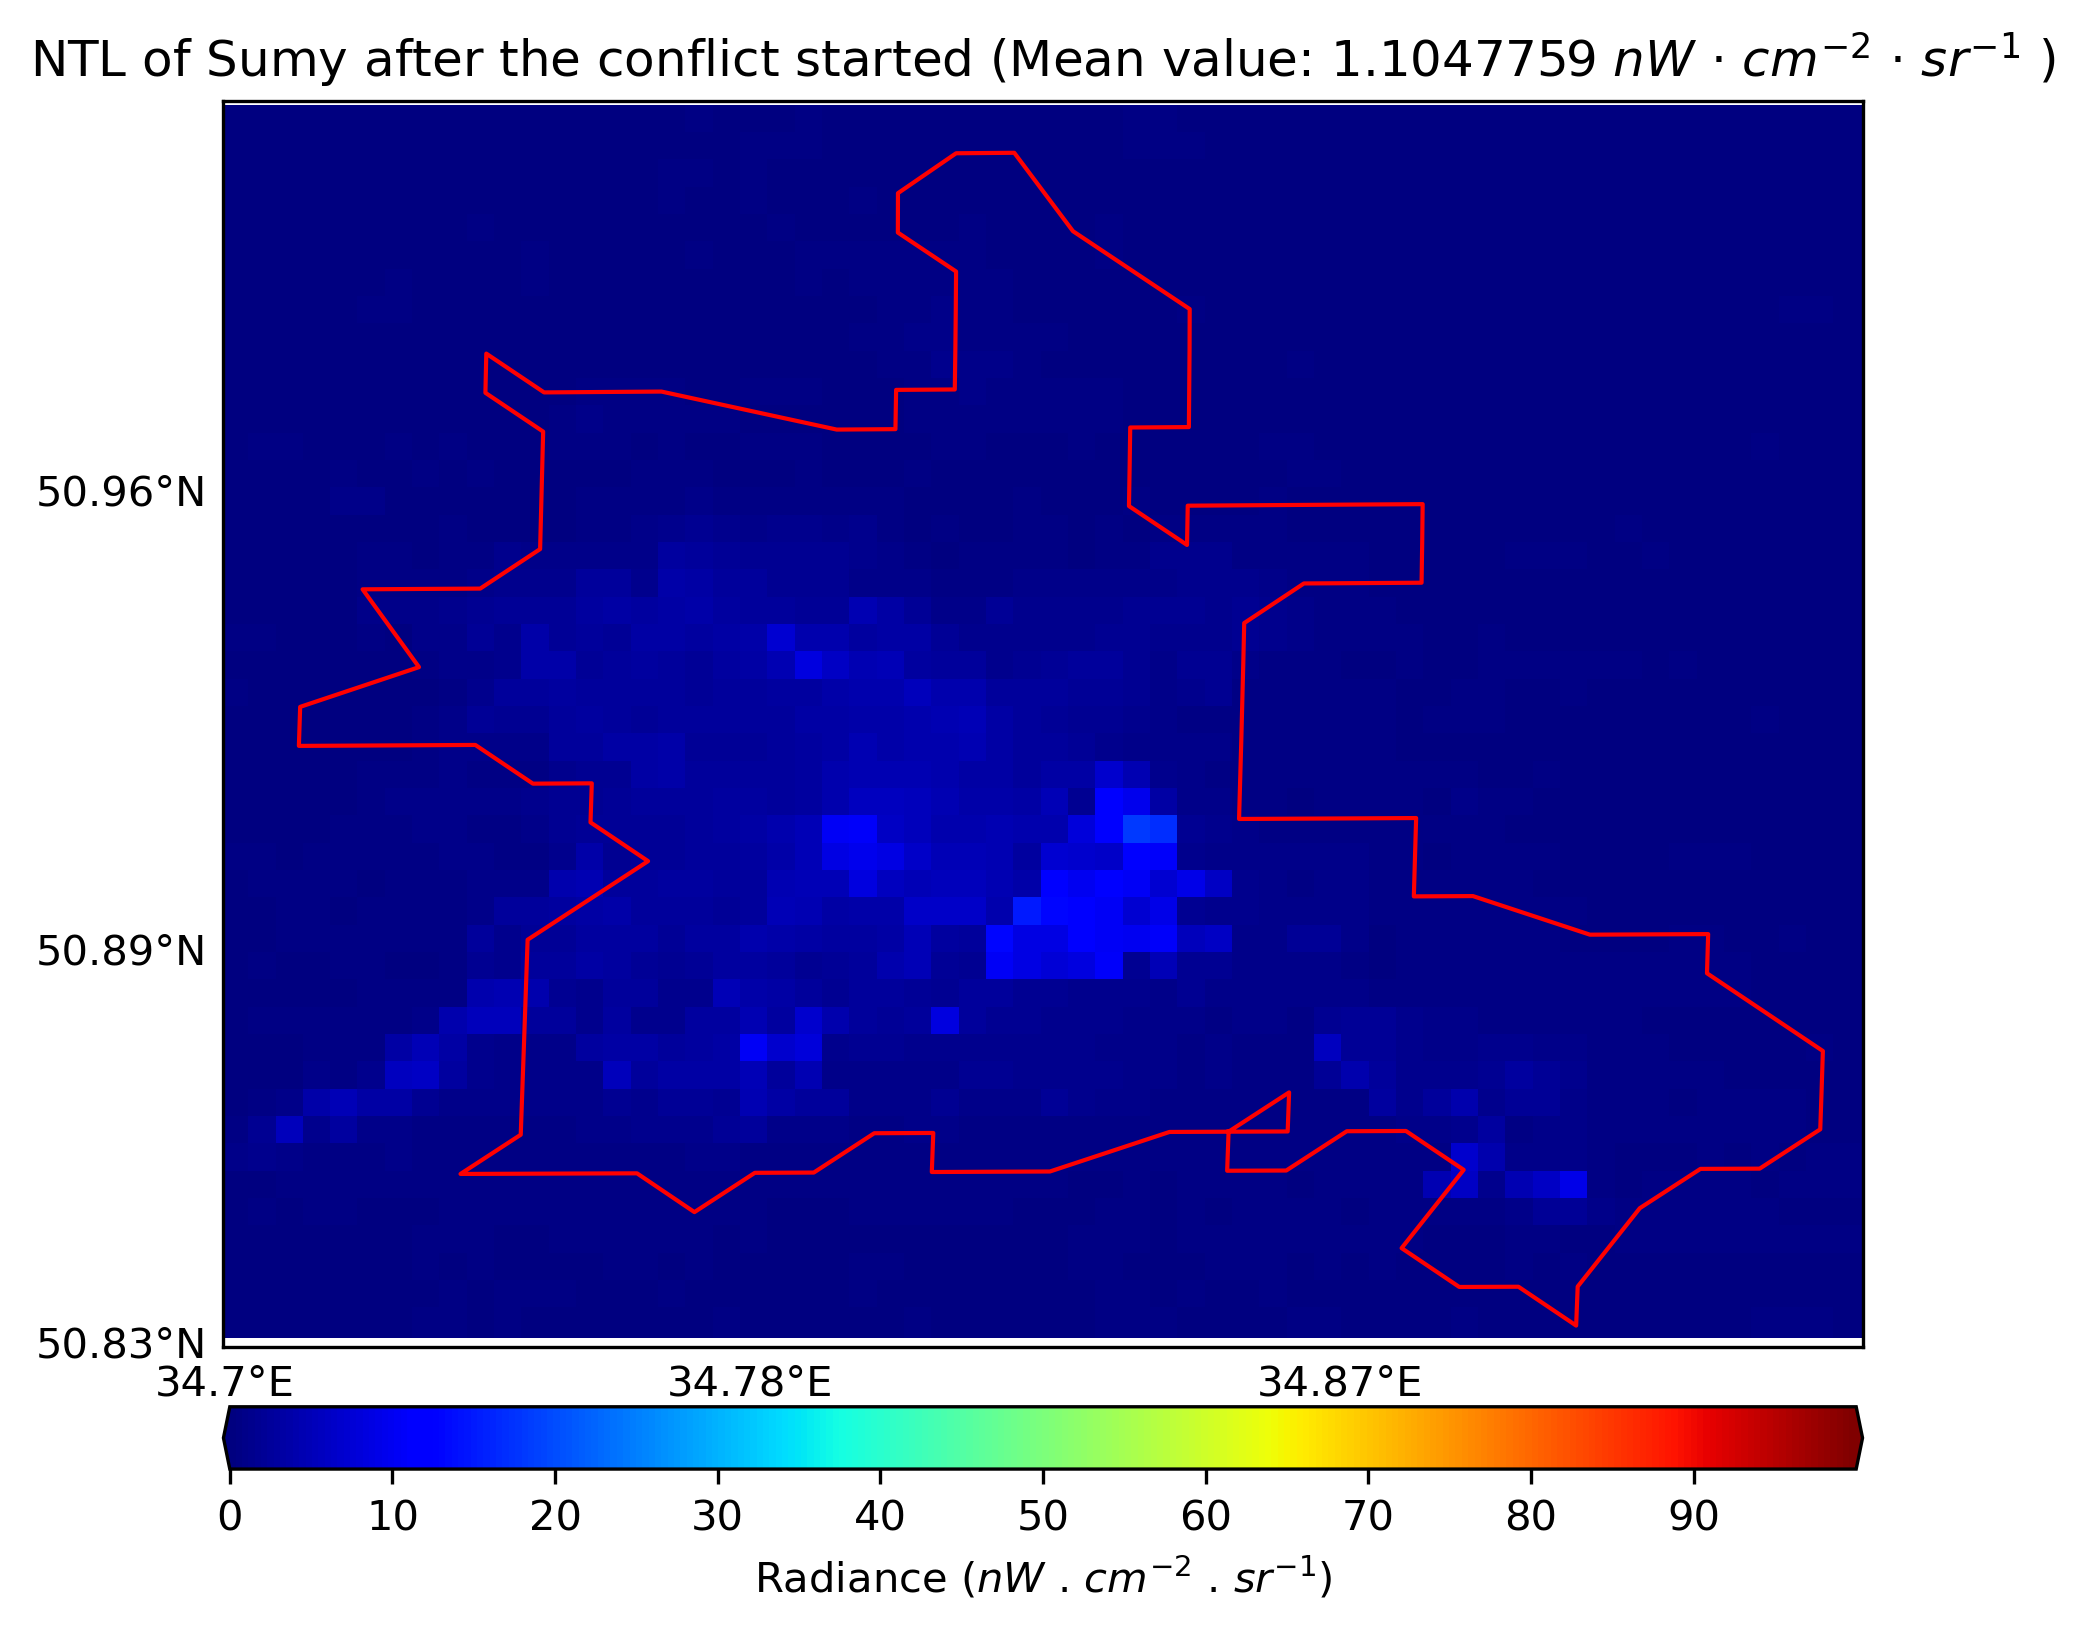 NTL of Sumy after the conflict started (Mean value: 1.1047759 nW · cm⁻² · sr⁻¹ )
50.96°N
50.89°N
50.83°N
34.7°E 34.78°E 34.87°E
0 10 20 30 40 50 60 70 80 90
Radiance (nW . cm⁻² . sr⁻¹)